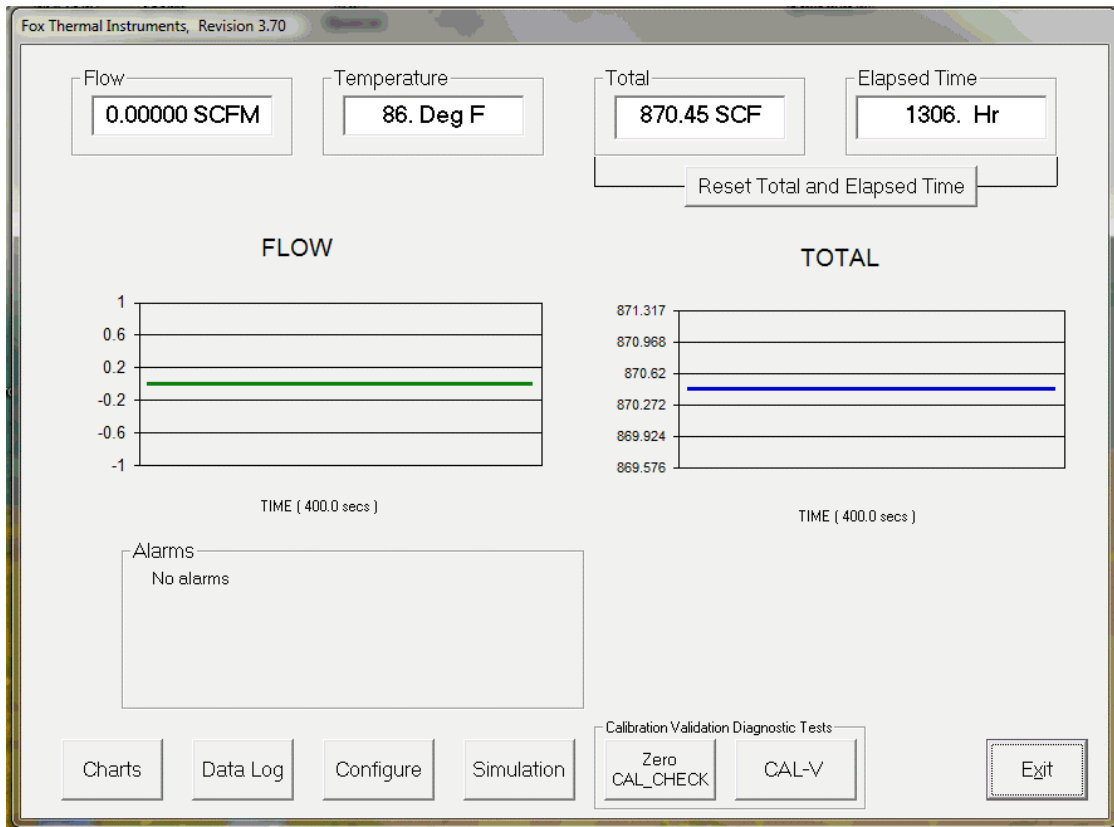 Fox Thermal Instruments, Revision 3.70
Flow
0.00000 SCFM
Temperature
86. Deg F
Total
870.45 SCF
Elapsed Time
1306. Hr
Reset Total and Elapsed Time
FLOW
1
0.6
0.2
-0.2
-0.6
-1
TIME ( 400.0 secs )
TOTAL
871.317
870.968
870.62
870.272
869.924
869.576
TIME ( 400.0 secs )
Alarms
No alarms
Charts
Data Log
Configure
Simulation
Calibration Validation Diagnostic Tests
Zero
CAL_CHECK
CAL-V
Exit